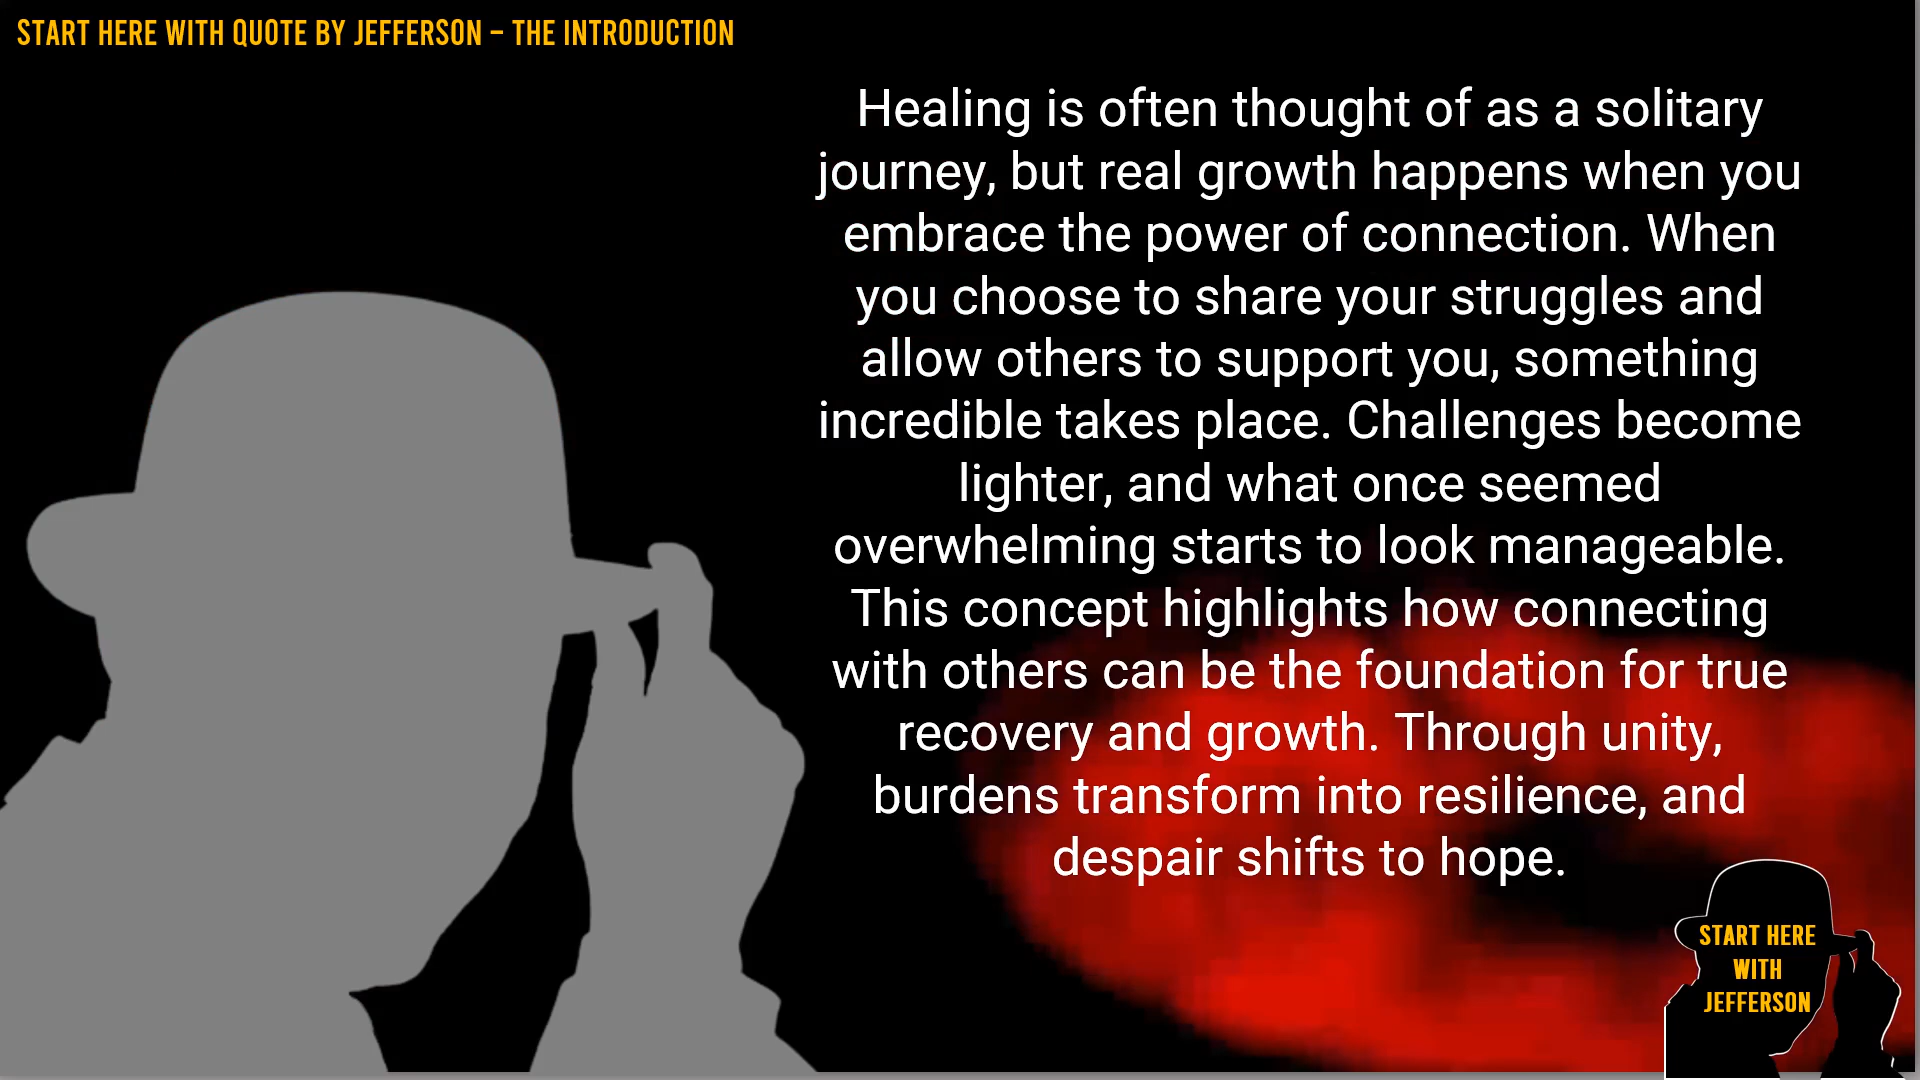 START HERE WITH QUOTE BY JEFFERSON – THE INTRODUCTION
Healing is often thought of as a solitary
journey, but real growth happens when you
embrace the power of connection. When
you choose to share your struggles and
allow others to support you, something
incredible takes place. Challenges become
lighter, and what once seemed
overwhelming starts to look manageable.
This concept highlights how connecting
with others can be the foundation for true
recovery and growth. Through unity,
burdens transform into resilience, and
despair shifts to hope.
START HERE
WITH
JEFFERSON